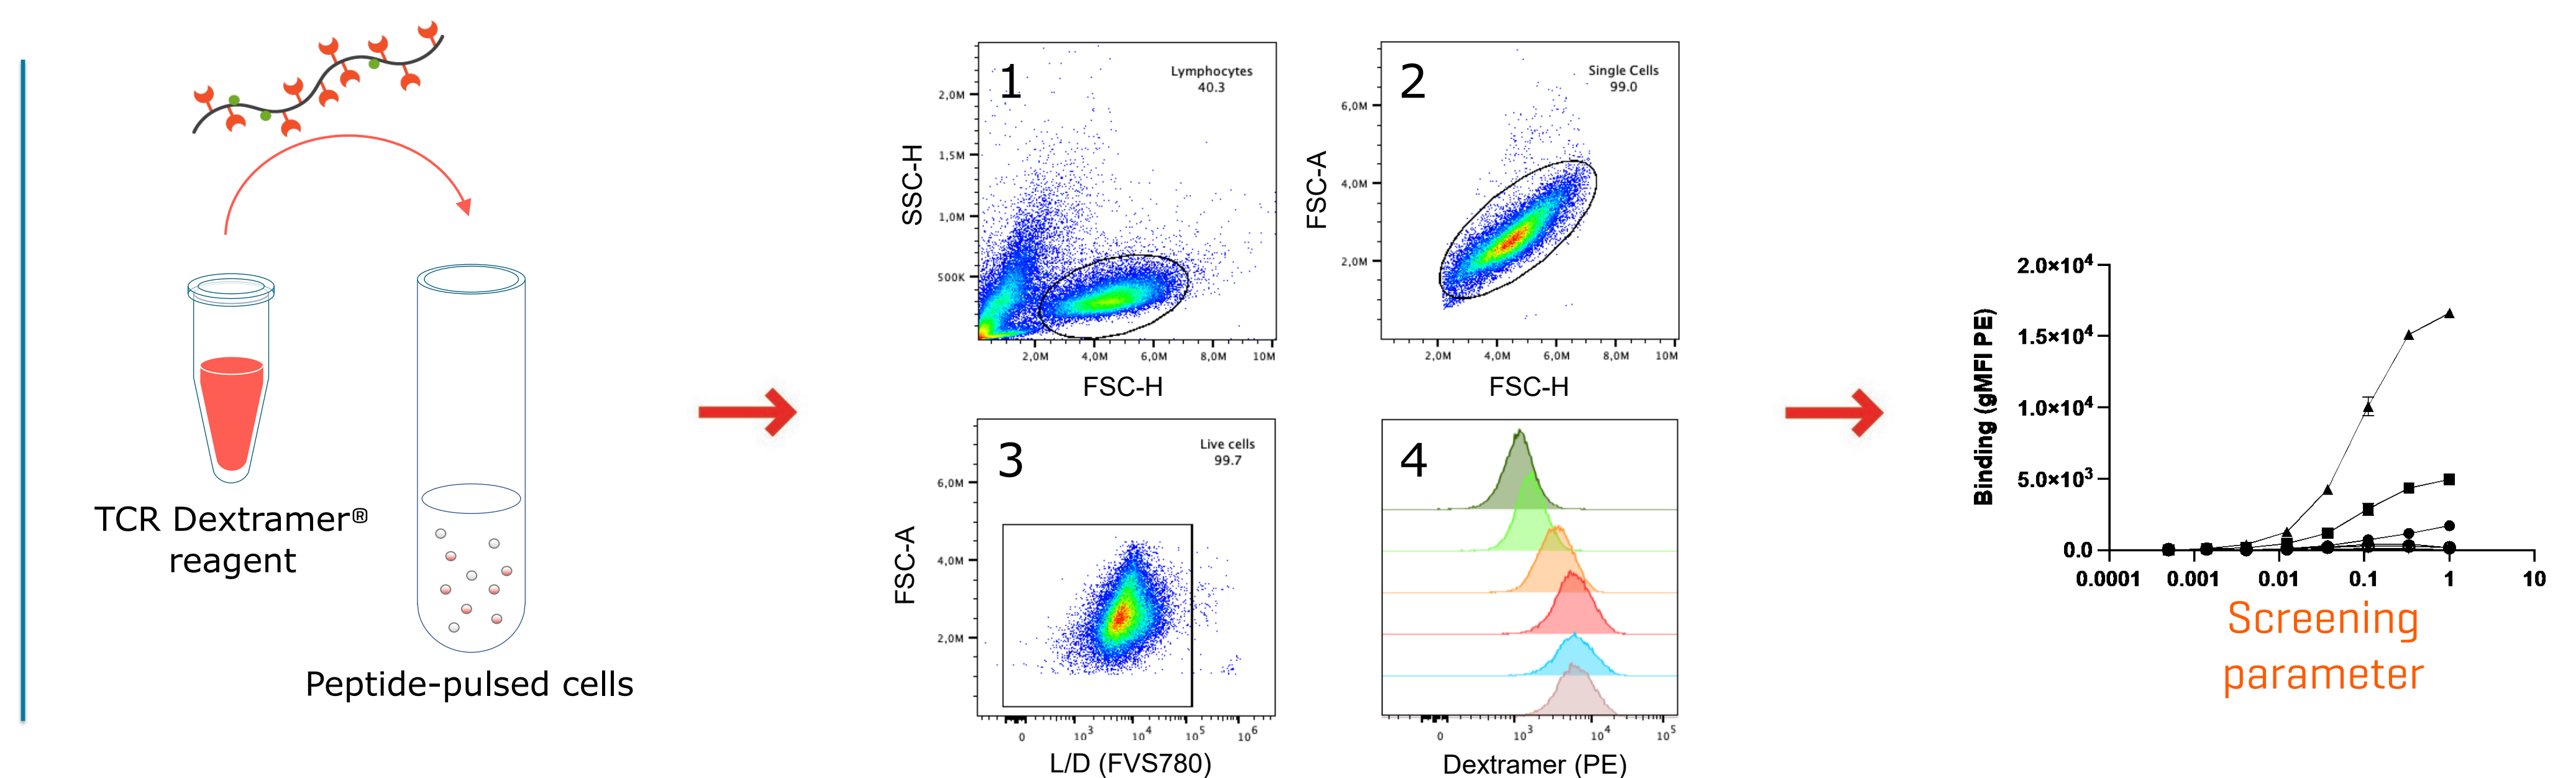 TCR Dextramer®
reagent
Peptide-pulsed cells
1
Lymphocytes
40.3
SSC-H
2,0M
1,5M
1,0M
500K
2,0M 4,0M 6,0M 8,0M 10M
FSC-H
2
Single Cells
99.0
FSC-A
6,0M
4,0M
2,0M
2,0M 4,0M 6,0M 8,0M 10M
FSC-H
3
Live cells
99.7
FSC-A
6,0M
4,0M
2,0M
0 10³ 10⁴ 10⁵ 10⁶
L/D (FVS780)
4
0 10³ 10⁴ 10⁵
Dextramer (PE)
Binding (gMFI PE)
2.0×10⁴
1.5×10⁴
1.0×10⁴
5.0×10³
0.0
0.0001 0.001 0.01 0.1 1 10
Screening
parameter